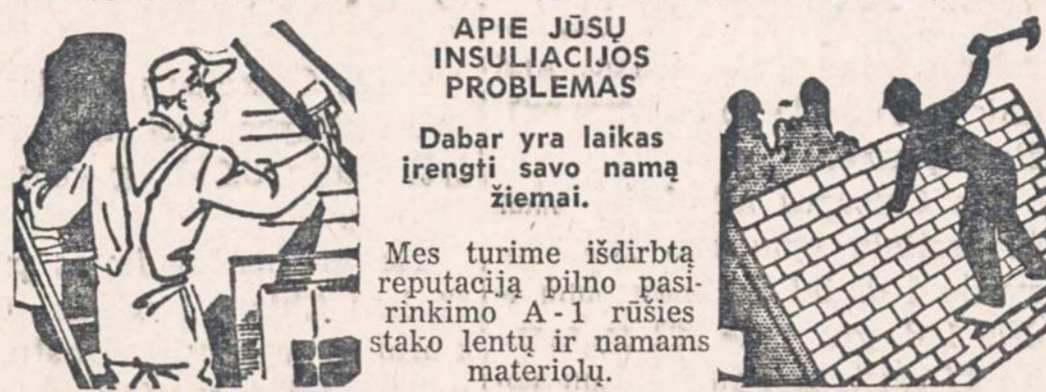 APIE JŪSŲ
INSULIACIJOS
PROBLEMAS
Dabar yra laikas
įrengti savo namą
žiemai.
Mes turime išdirbtą
reputaciją pilno pasi-
rinkimo A-1 rūšies
stako lentų ir namams
materiolų.